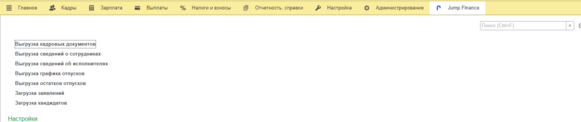 Главное Кадры Зарплата Выплаты Налоги и взносы Отчетность, справки Настройка Администрирование Jump Finance
Поиск (Ctrl+F) ×
Выгрузка кадровых документов
Выгрузка сведений о сотрудниках
Выгрузка сведений об исполнителях
Выгрузка графика отпусков
Выгрузка остатков отпусков
Загрузка заявлений
Загрузка кандидатов
Настройки